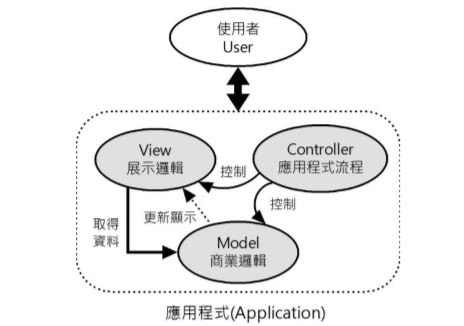 使用者
User
View
展示邏輯
Controller
應用程式流程
控制
控制
取得
資料
更新顯示
Model
商業邏輯
應用程式(Application)